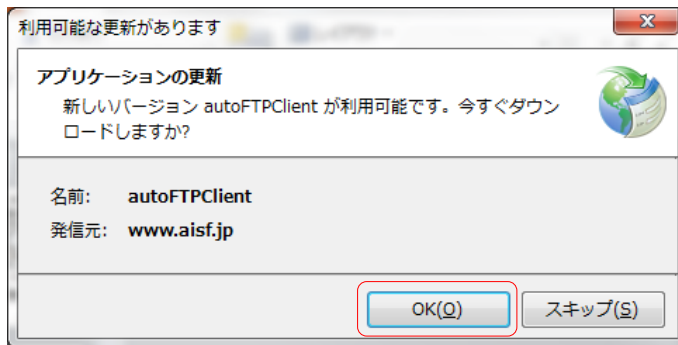 利用可能な更新があります
アプリケーションの更新
新しいバージョン autoFTPClient が利用可能です。今すぐダウン
ロードしますか?
名前: autoFTPClient
発信元: www.aisf.jp
OK(O) スキップ(S)